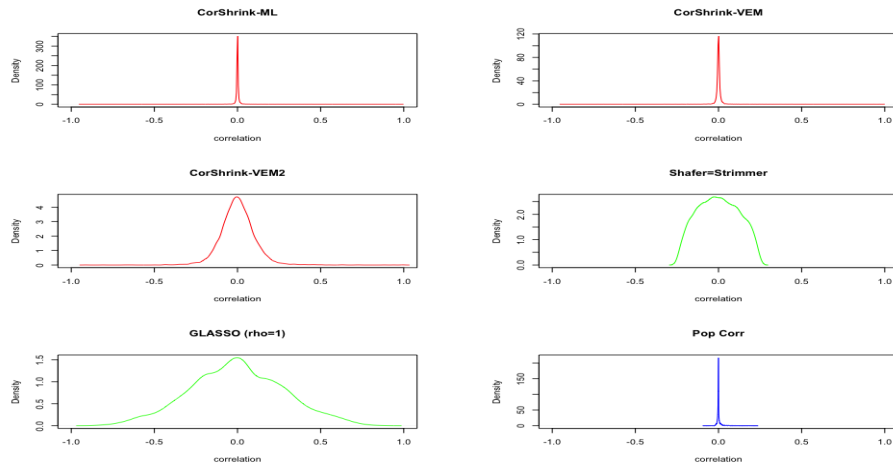 CorShrink-ML
Density
0 100 200 300
-1.0 -0.5 0.0 0.5 1.0
correlation
CorShrink-VEM
Density
0 40 80 120
-1.0 -0.5 0.0 0.5 1.0
correlation
CorShrink-VEM2
Density
0 1 2 3 4
-1.0 -0.5 0.0 0.5 1.0
correlation
Shafer=Strimmer
Density
0.0 1.0 2.0
-1.0 -0.5 0.0 0.5 1.0
correlation
GLASSO (rho=1)
Density
0.0 0.5 1.0 1.5
-1.0 -0.5 0.0 0.5 1.0
correlation
Pop Corr
Density
0 50 150
-1.0 -0.5 0.0 0.5 1.0
correlation